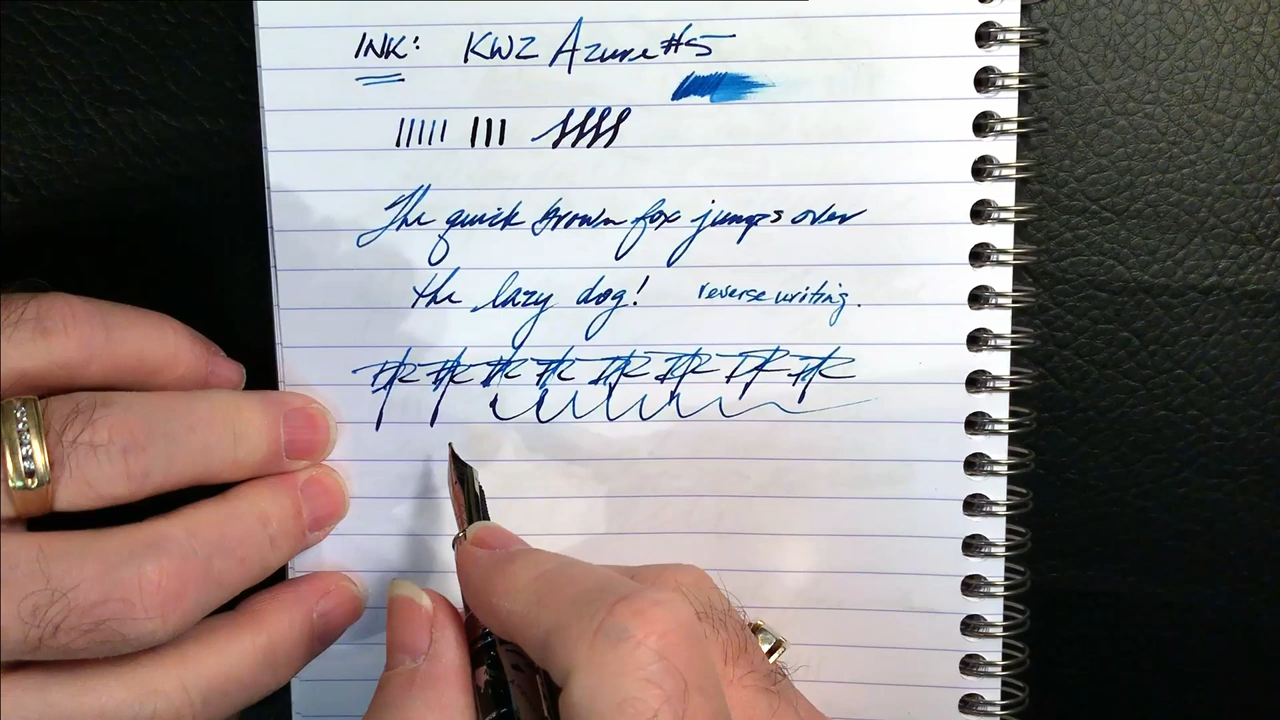 INK: KWZ Azure #5
The quick brown fox jumps over
the lazy dog! reverse writing.